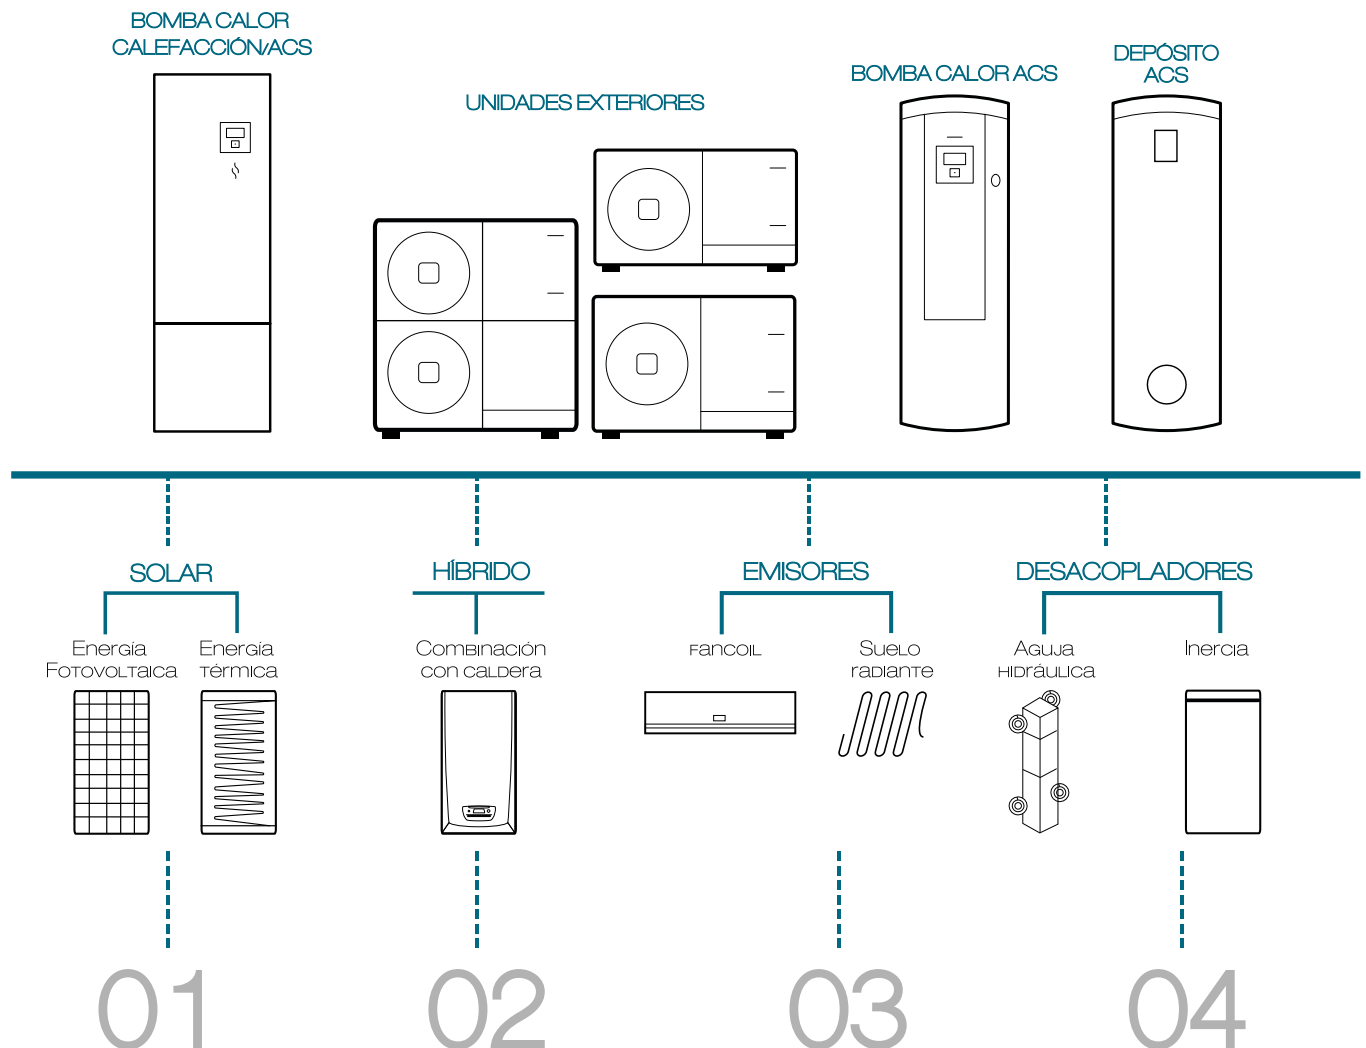 BOMBA CALOR
CALEFACCIÓN/ACS
UNIDADES EXTERIORES
BOMBA CALOR ACS
DEPÓSITO
ACS
SOLAR
HÍBRIDO
EMISORES
DESACOPLADORES
Energía
Fotovoltaica
Energía
térmica
Combinación
con caldera
Fancoil
Suelo
radiante
Aguja
hidráulica
Inercia
01
02
03
04